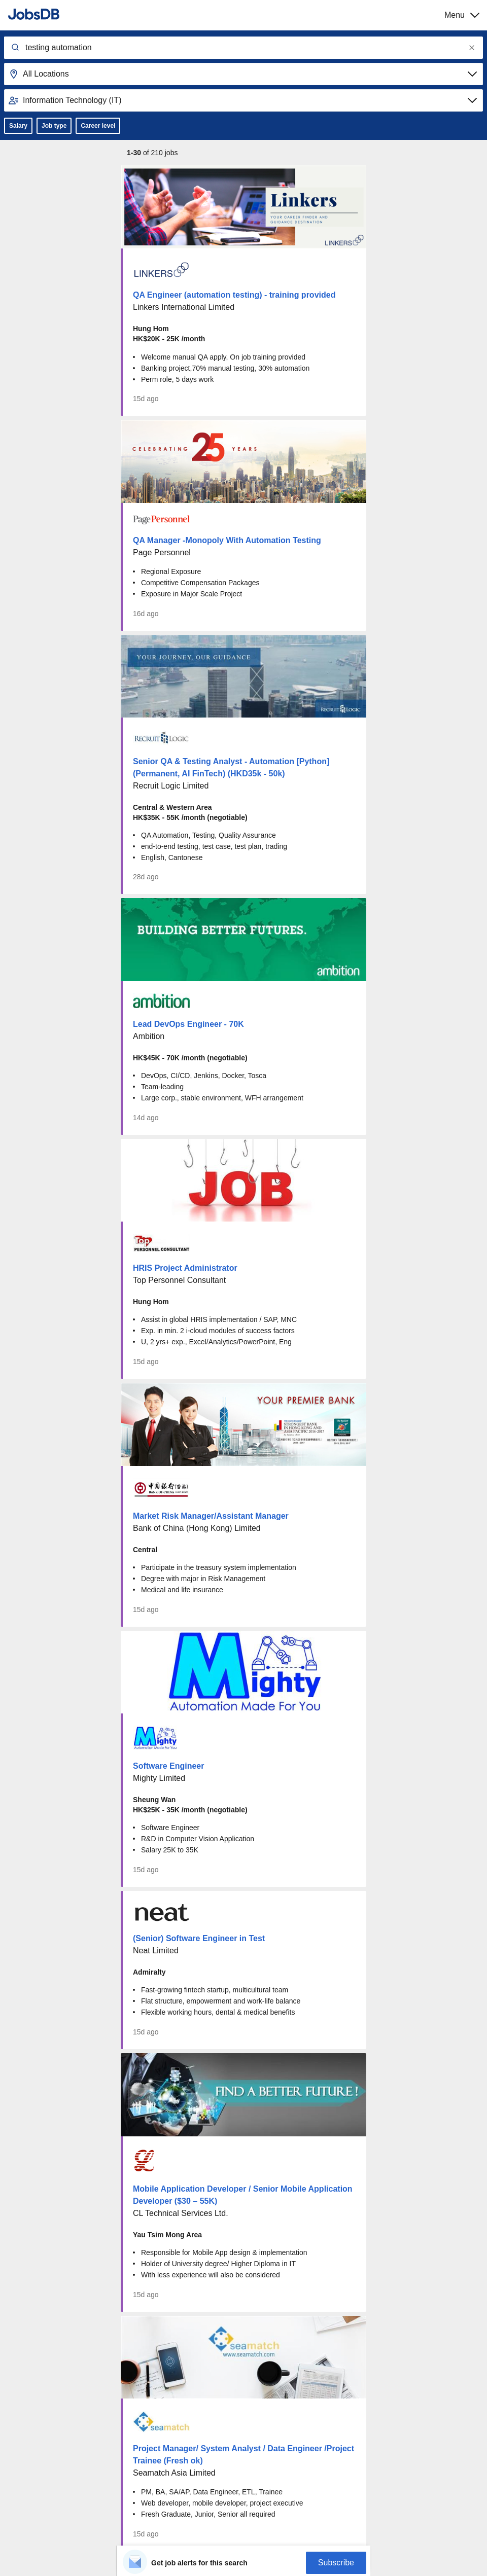 JobsDB
Menu
testing automation
All Locations
Information Technology (IT)
Salary
Job type
Career level
1-30 of 210 jobs
Linkers
YOUR CAREER FINDER AND
GUIDANCE DESTINATION
LINKERS
LINKERS
QA Engineer (automation testing) - training provided
Linkers International Limited
Hung Hom
HK$20K - 25K /month
• Welcome manual QA apply, On job training provided
• Banking project,70% manual testing, 30% automation
• Perm role, 5 days work
15d ago
CELEBRATING 25 YEARS
PagePersonnel
QA Manager -Monopoly With Automation Testing
Page Personnel
• Regional Exposure
• Competitive Compensation Packages
• Exposure in Major Scale Project
16d ago
YOUR JOURNEY, OUR GUIDANCE
RECRUIT LOGIC
RECRUIT LOGIC
Senior QA & Testing Analyst - Automation [Python]
(Permanent, AI FinTech) (HKD35k - 50k)
Recruit Logic Limited
Central & Western Area
HK$35K - 55K /month (negotiable)
• QA Automation, Testing, Quality Assurance
• end-to-end testing, test case, test plan, trading
• English, Cantonese
28d ago
BUILDING BETTER FUTURES.
ambition
ambition
Lead DevOps Engineer - 70K
Ambition
HK$45K - 70K /month (negotiable)
• DevOps, CI/CD, Jenkins, Docker, Tosca
• Team-leading
• Large corp., stable environment, WFH arrangement
14d ago
JOB
Top
PERSONNEL CONSULTANT
HRIS Project Administrator
Top Personnel Consultant
Hung Hom
• Assist in global HRIS implementation / SAP, MNC
• Exp. in min. 2 i-cloud modules of success factors
• U, 2 yrs+ exp., Excel/Analytics/PowerPoint, Eng
15d ago
YOUR PREMIER BANK
中國銀行(香港)
BANK OF CHINA (HONG KONG)
Market Risk Manager/Assistant Manager
Bank of China (Hong Kong) Limited
Central
• Participate in the treasury system implementation
• Degree with major in Risk Management
• Medical and life insurance
15d ago
Mighty
Automation Made For You
Mighty
Automation Made For You
Software Engineer
Mighty Limited
Sheung Wan
HK$25K - 35K /month (negotiable)
• Software Engineer
• R&D in Computer Vision Application
• Salary 25K to 35K
15d ago
neat
(Senior) Software Engineer in Test
Neat Limited
Admiralty
• Fast-growing fintech startup, multicultural team
• Flat structure, empowerment and work-life balance
• Flexible working hours, dental & medical benefits
15d ago
FIND A BETTER FUTURE !
Mobile Application Developer / Senior Mobile Application
Developer ($30 – 55K)
CL Technical Services Ltd.
Yau Tsim Mong Area
• Responsible for Mobile App design & implementation
• Holder of University degree/ Higher Diploma in IT
• With less experience will also be considered
15d ago
seamatch
www.seamatch.com
seamatch
Project Manager/ System Analyst / Data Engineer /Project
Trainee (Fresh ok)
Seamatch Asia Limited
• PM, BA, SA/AP, Data Engineer, ETL, Trainee
• Web developer, mobile developer, project executive
• Fresh Graduate, Junior, Senior all required
15d ago
Get job alerts for this search
Subscribe